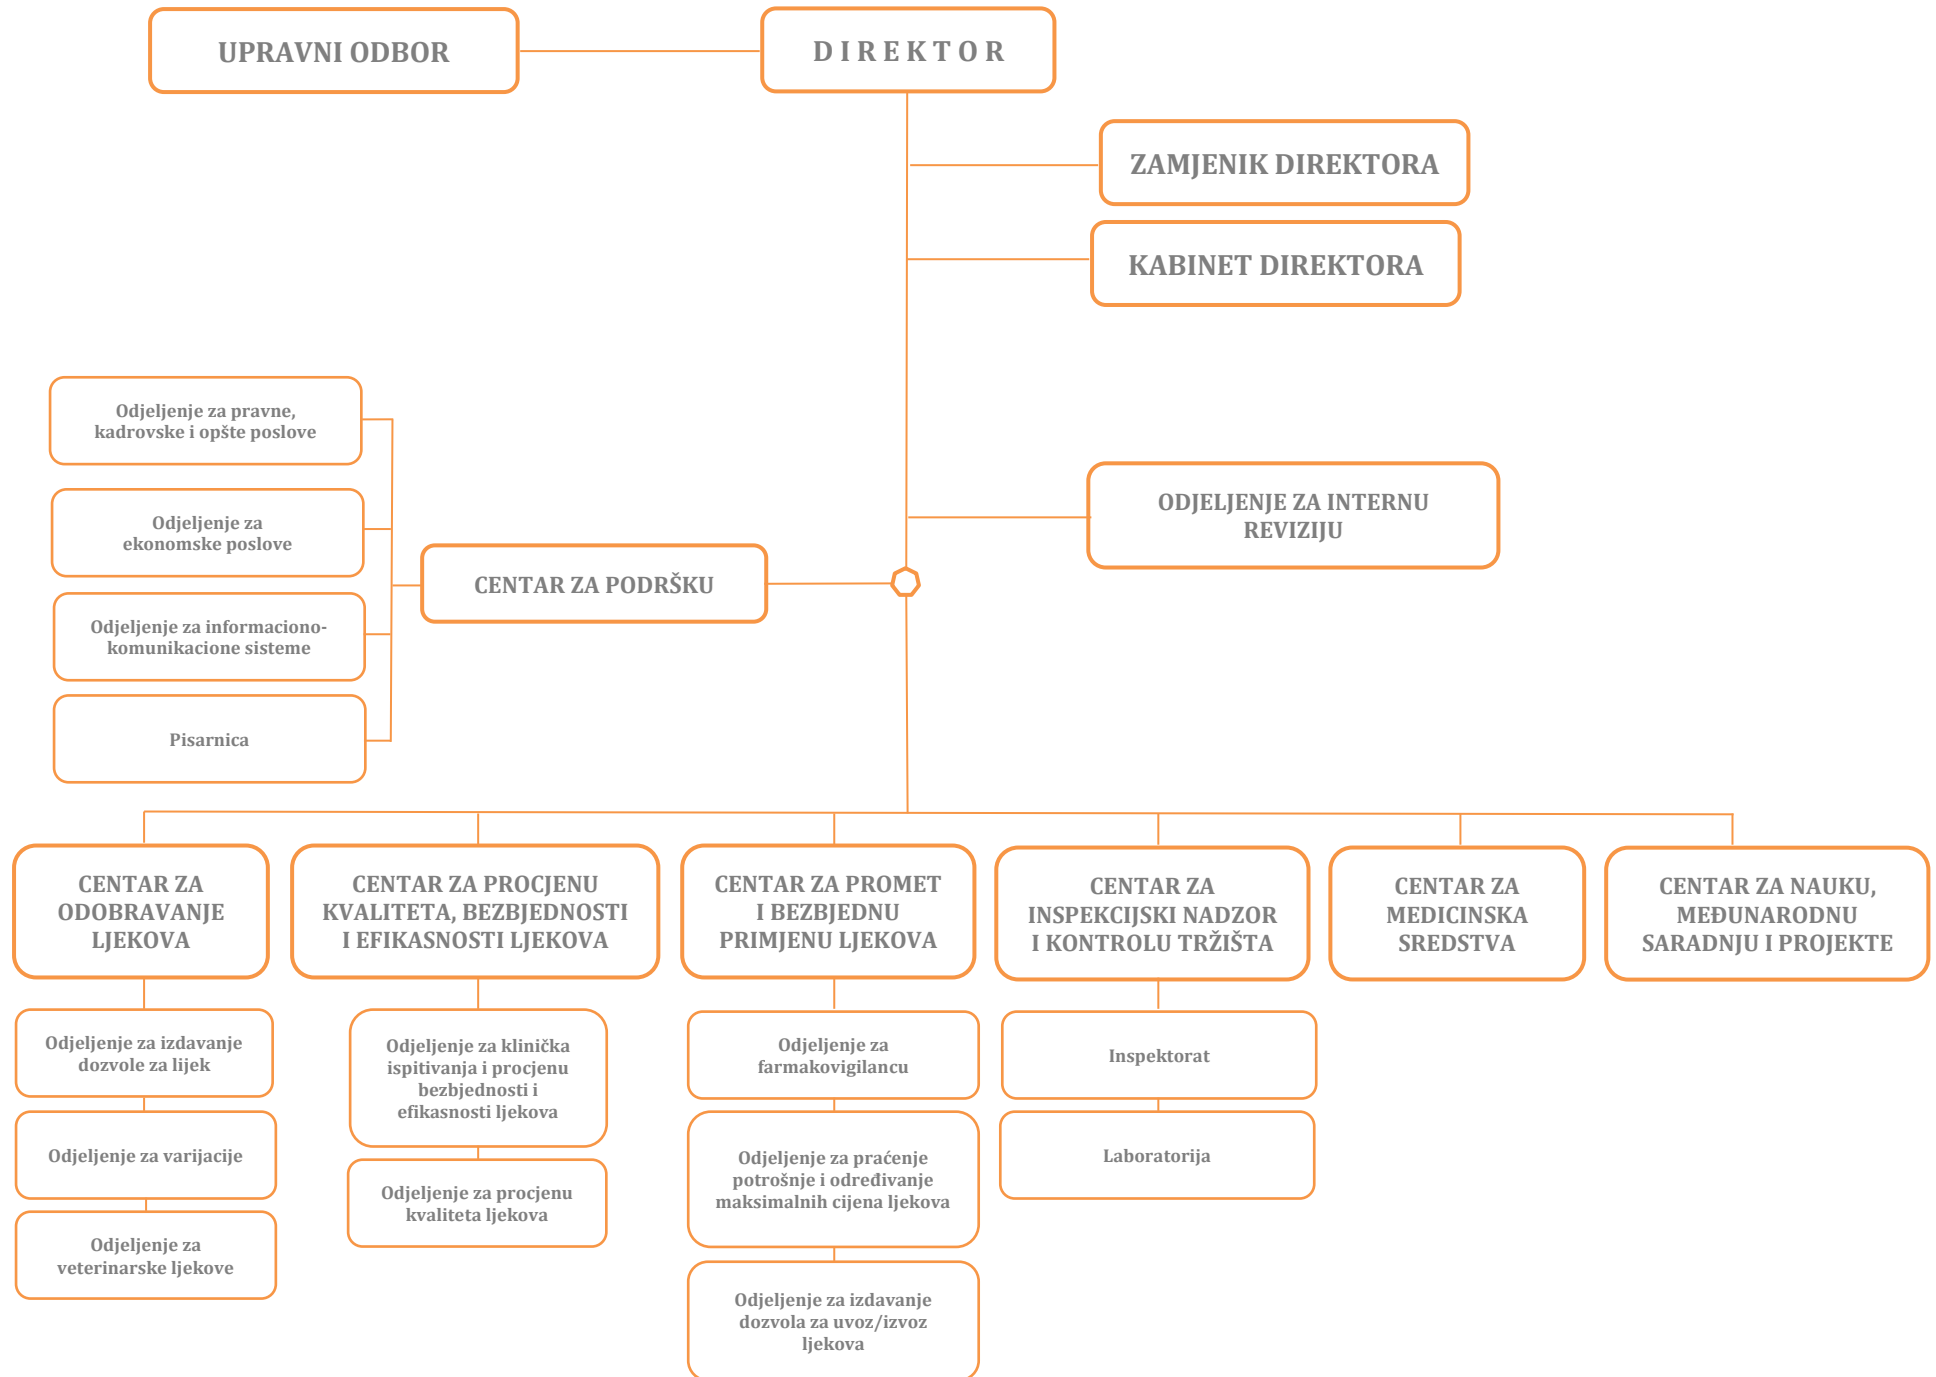 UPRAVNI ODBOR
D I R E K T O R
ZAMJENIK DIREKTORA
KABINET DIREKTORA
Odjeljenje za pravne,
kadrovske i opšte poslove
Odjeljenje za
ekonomske poslove
Odjeljenje za informaciono-
komunikacione sisteme
Pisarnica
CENTAR ZA PODRŠKU
ODJELJENJE ZA INTERNU
REVIZIJU
CENTAR ZA
ODOBRAVANJE
LJEKOVA
Odjeljenje za izdavanje
dozvole za lijek
Odjeljenje za varijacije
Odjeljenje za
veterinarske ljekove
CENTAR ZA PROCJENU
KVALITETA, BEZBJEDNOSTI
I EFIKASNOSTI LJEKOVA
Odjeljenje za klinička
ispitivanja i procjenu
bezbjednosti i
efikasnosti ljekova
Odjeljenje za procjenu
kvaliteta ljekova
CENTAR ZA PROMET
I BEZBJEDNU
PRIMJENU LJEKOVA
Odjeljenje za
farmakovigilancu
Odjeljenje za praćenje
potrošnje i određivanje
maksimalnih cijena ljekova
Odjeljenje za izdavanje
dozvola za uvoz/izvoz
ljekova
CENTAR ZA
INSPEKCIJSKI NADZOR
I KONTROLU TRŽIŠTA
Inspektorat
Laboratorija
CENTAR ZA
MEDICINSKA
SREDSTVA
CENTAR ZA NAUKU,
MEĐUNARODNU
SARADNJU I PROJEKTE